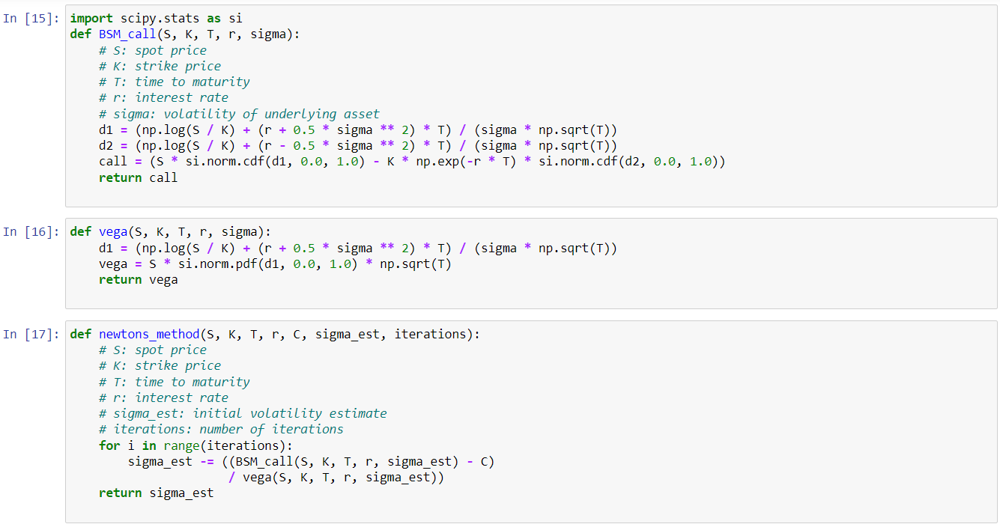 In [15]: import scipy.stats as si
def BSM_call(S, K, T, r, sigma):
    # S: spot price
    # K: strike price
    # T: time to maturity
    # r: interest rate
    # sigma: volatility of underlying asset
    d1 = (np.log(S / K) + (r + 0.5 * sigma ** 2) * T) / (sigma * np.sqrt(T))
    d2 = (np.log(S / K) + (r - 0.5 * sigma ** 2) * T) / (sigma * np.sqrt(T))
    call = (S * si.norm.cdf(d1, 0.0, 1.0) - K * np.exp(-r * T) * si.norm.cdf(d2, 0.0, 1.0))
    return call
In [16]: def vega(S, K, T, r, sigma):
    d1 = (np.log(S / K) + (r + 0.5 * sigma ** 2) * T) / (sigma * np.sqrt(T))
    vega = S * si.norm.pdf(d1, 0.0, 1.0) * np.sqrt(T)
    return vega
In [17]: def newtons_method(S, K, T, r, C, sigma_est, iterations):
    # S: spot price
    # K: strike price
    # T: time to maturity
    # r: interest rate
    # sigma_est: initial volatility estimate
    # iterations: number of iterations
    for i in range(iterations):
        sigma_est -= ((BSM_call(S, K, T, r, sigma_est) - C)
                      / vega(S, K, T, r, sigma_est))
    return sigma_est